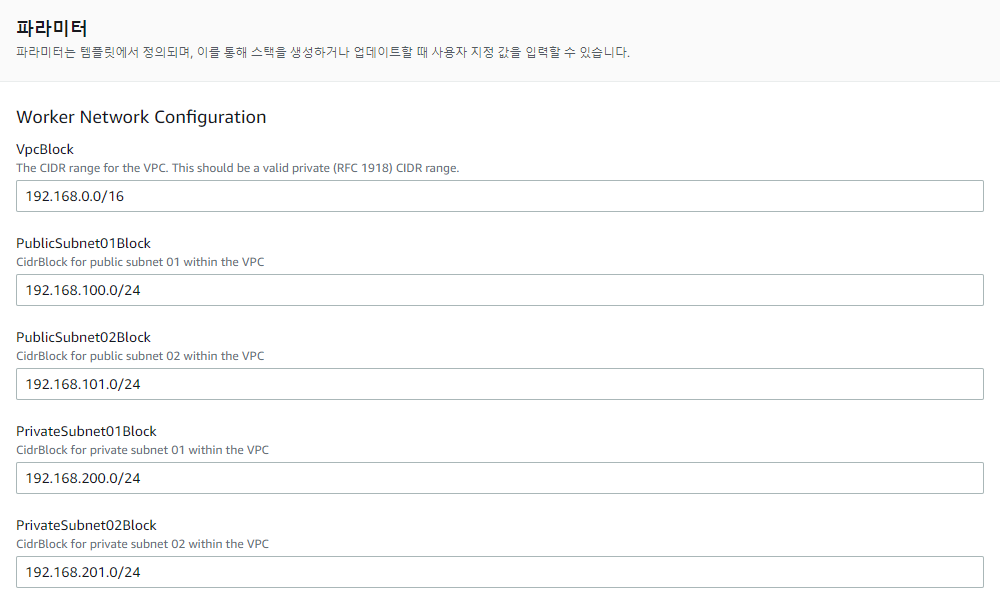 파라미터
파라미터는 템플릿에서 정의되며, 이를 통해 스택을 생성하거나 업데이트할 때 사용자 지정 값을 입력할 수 있습니다.
Worker Network Configuration
VpcBlock
The CIDR range for the VPC. This should be a valid private (RFC 1918) CIDR range.
192.168.0.0/16
PublicSubnet01Block
CidrBlock for public subnet 01 within the VPC
192.168.100.0/24
PublicSubnet02Block
CidrBlock for public subnet 02 within the VPC
192.168.101.0/24
PrivateSubnet01Block
CidrBlock for private subnet 01 within the VPC
192.168.200.0/24
PrivateSubnet02Block
CidrBlock for private subnet 02 within the VPC
192.168.201.0/24